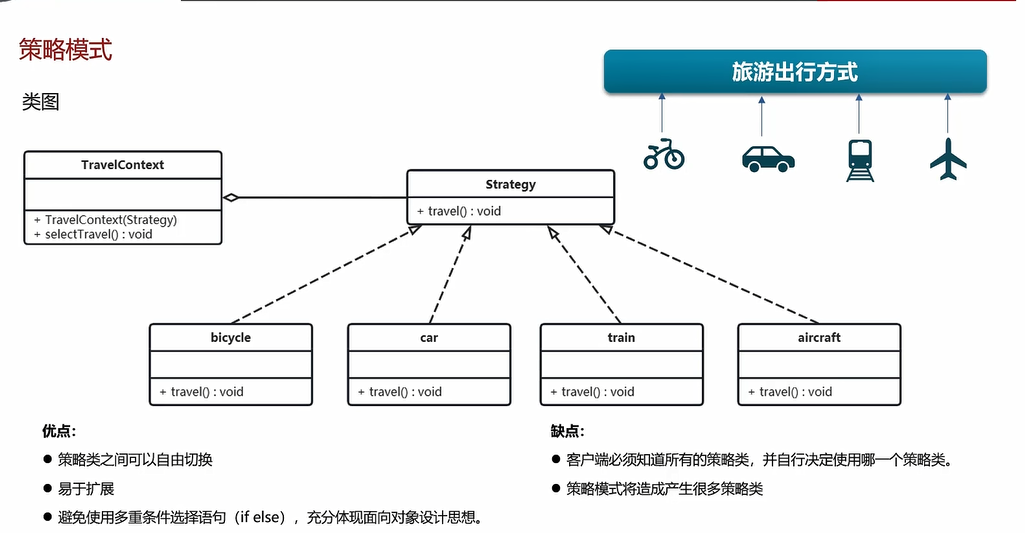 策略模式
旅游出行方式
类图
TravelContext
+ TravelContext(Strategy)
+ selectTravel() : void
Strategy
+ travel() : void
bicycle
+ travel() : void
car
+ travel() : void
train
+ travel() : void
aircraft
+ travel() : void
优点：
● 策略类之间可以自由切换
● 易于扩展
● 避免使用多重条件选择语句（if else），充分体现面向对象设计思想。
缺点：
● 客户端必须知道所有的策略类，并自行决定使用哪一个策略类。
● 策略模式将造成产生很多策略类